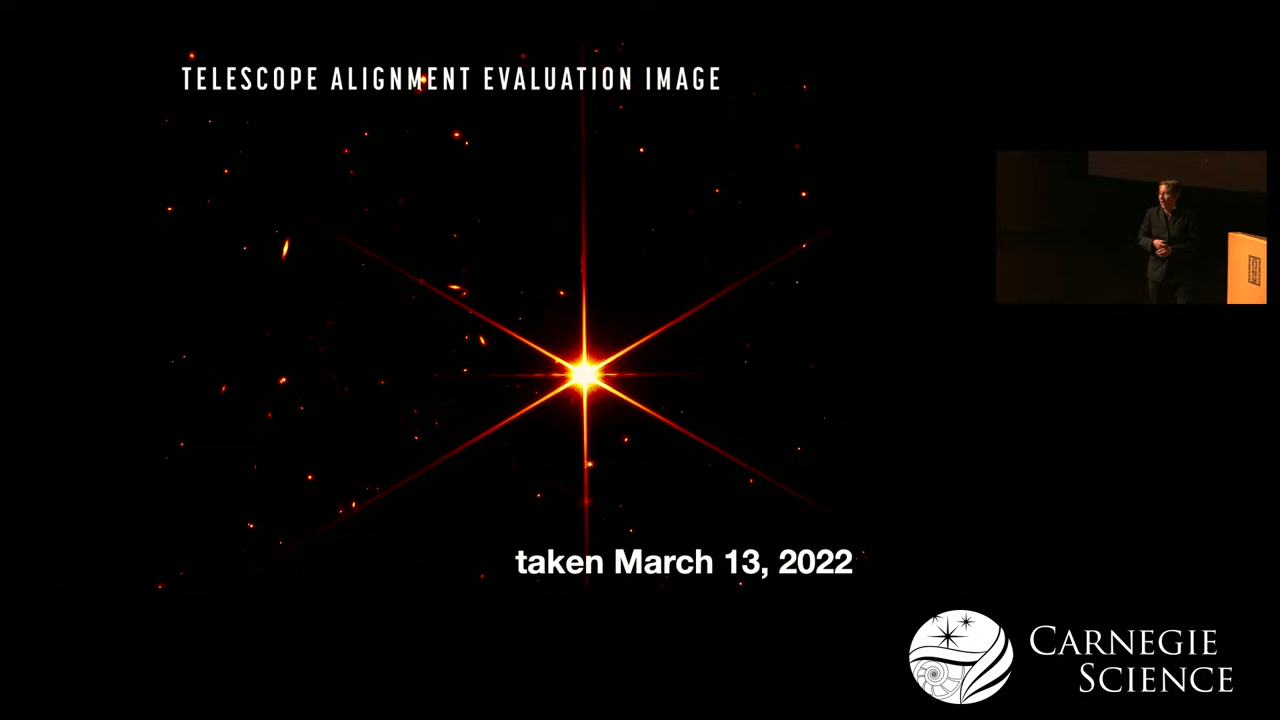 TELESCOPE ALIGNMENT EVALUATION IMAGE
taken March 13, 2022
CARNEGIE
SCIENCE